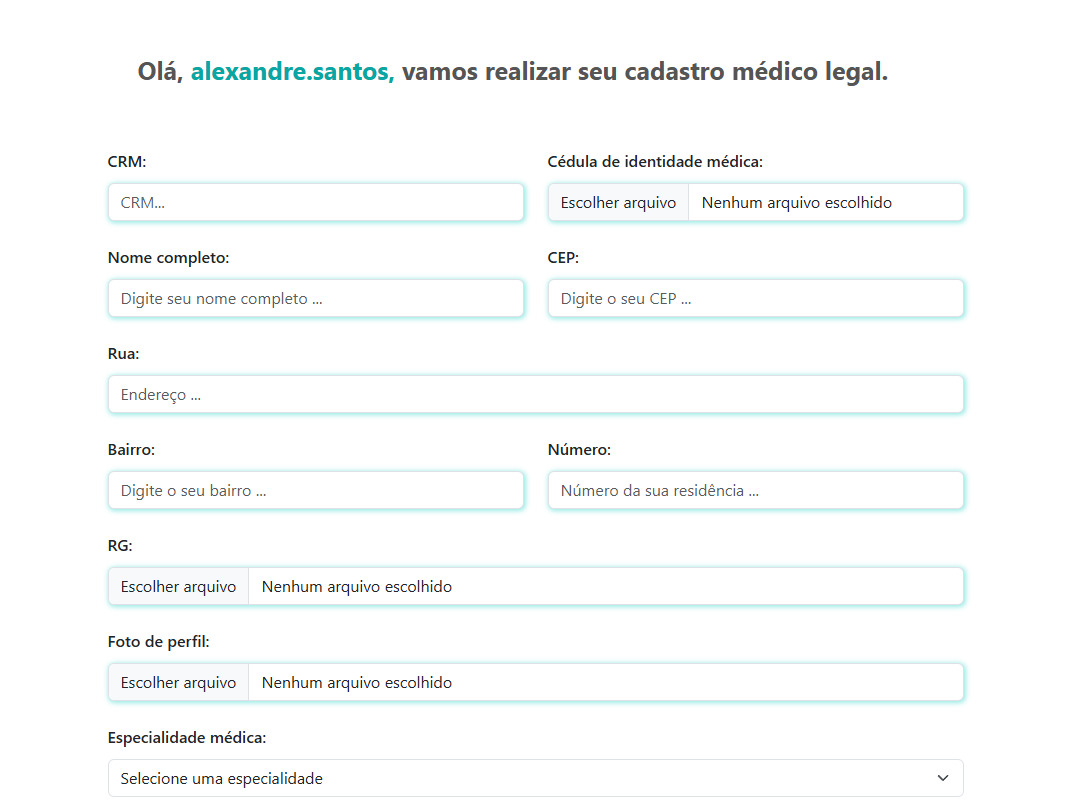 Olá, alexandre.santos, vamos realizar seu cadastro médico legal.
CRM:
Cédula de identidade médica:
CRM...
Escolher arquivo Nenhum arquivo escolhido
Nome completo:
CEP:
Digite seu nome completo ...
Digite o seu CEP ...
Rua:
Endereço ...
Bairro:
Número:
Digite o seu bairro ...
Número da sua residência ...
RG:
Escolher arquivo Nenhum arquivo escolhido
Foto de perfil:
Escolher arquivo Nenhum arquivo escolhido
Especialidade médica:
Selecione uma especialidade